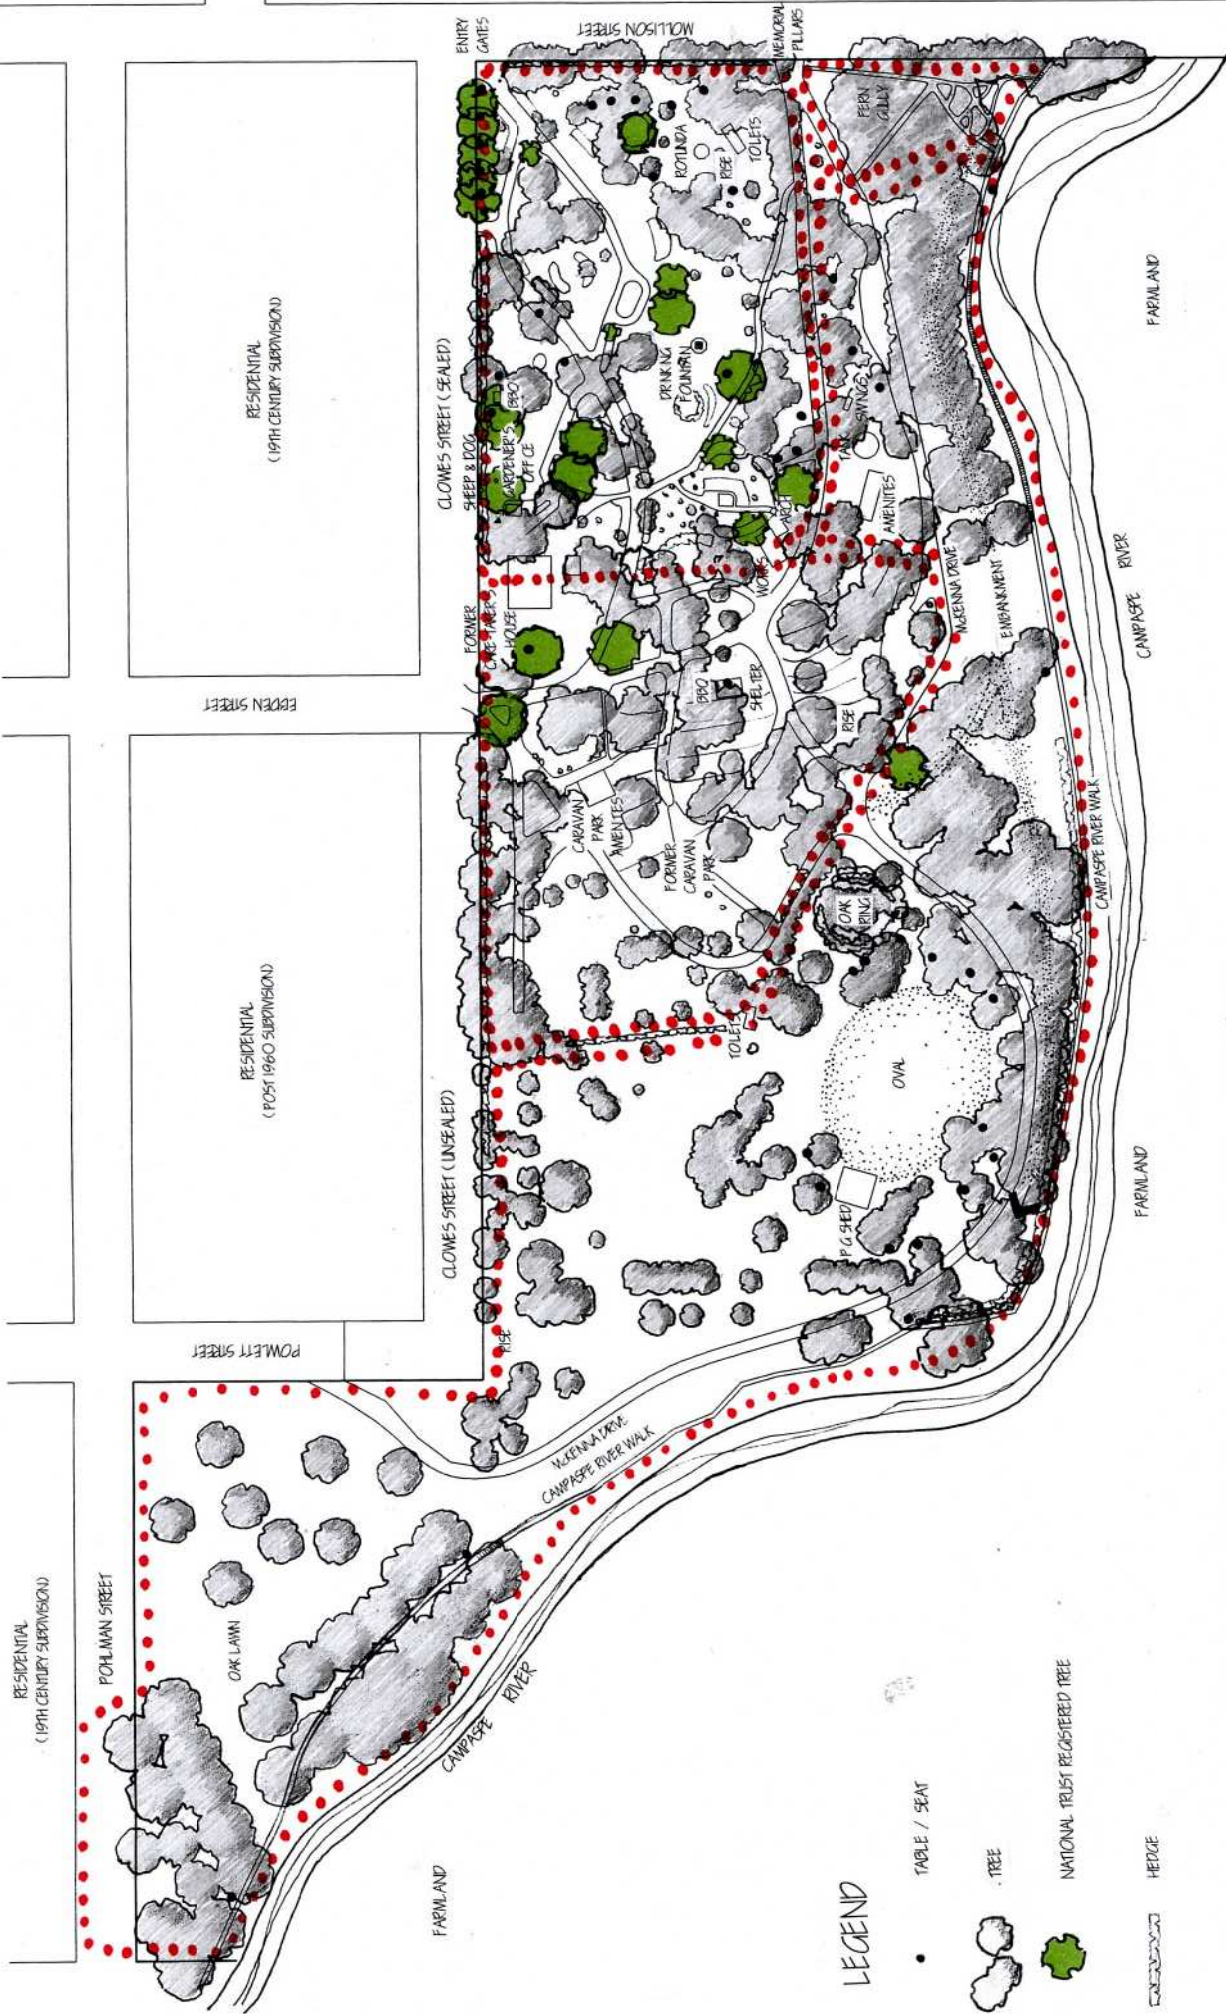 MOLLISON STREET
ENTRY
GATES
MEMORIAL
PILLARS
FERN
GULLY
ROTUNDA
RISE
TOILETS
FARMLAND
RESIDENTIAL
(19TH CENTURY SUBDIVISION)
CLOWES STREET (SEALED)
SHEEP & DOG
GARDENER'S
OFFICE
BBQ
DRINKING
FOUNTAIN
TANK
SWINGS
AMENITIES
ARCH
WORKS
FORMER
CARETAKER'S
HOUSE
McKENNA DRIVE
EMBANKMENT
CAMPASPE RIVER
EBDEN STREET
BBQ
SHELTER
RISE
CARAVAN
PARK
AMENITIES
FORMER
CARAVAN
PARK
OAK
RING
CAMPASPE RIVER WALK
RESIDENTIAL
(POST 1960 SUBDIVISION)
CLOWES STREET (UNSEALED)
TOILETS
OVAL
P C SHED
FARMLAND
POWLETT STREET
RISE
McKENNA DRIVE
CAMPASPE RIVER WALK
RESIDENTIAL
(19TH CENTURY SUBDIVISION)
POHLMAN STREET
OAK LAWN
CAMPASPE RIVER
FARMLAND
LEGEND
TABLE / SEAT
TREE
NATIONAL TRUST REGISTERED TREE
HEDGE